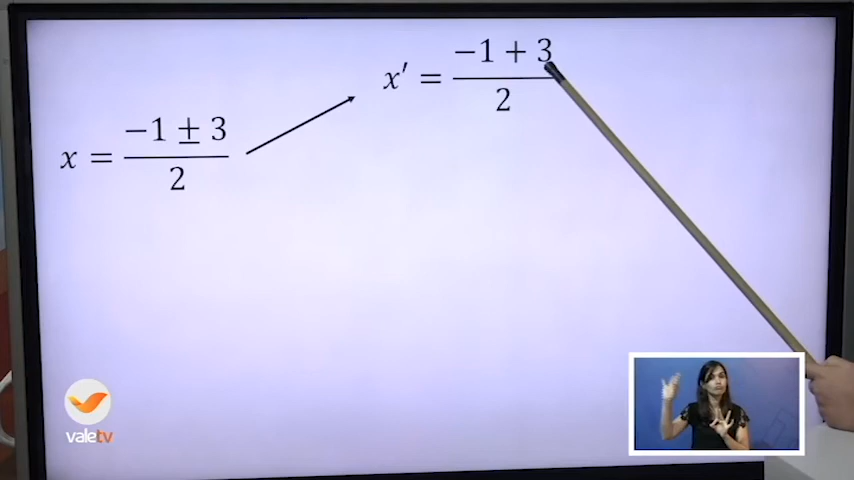 x = (−1 ± 3)/2
x′ = (−1 + 3)/2
valetv